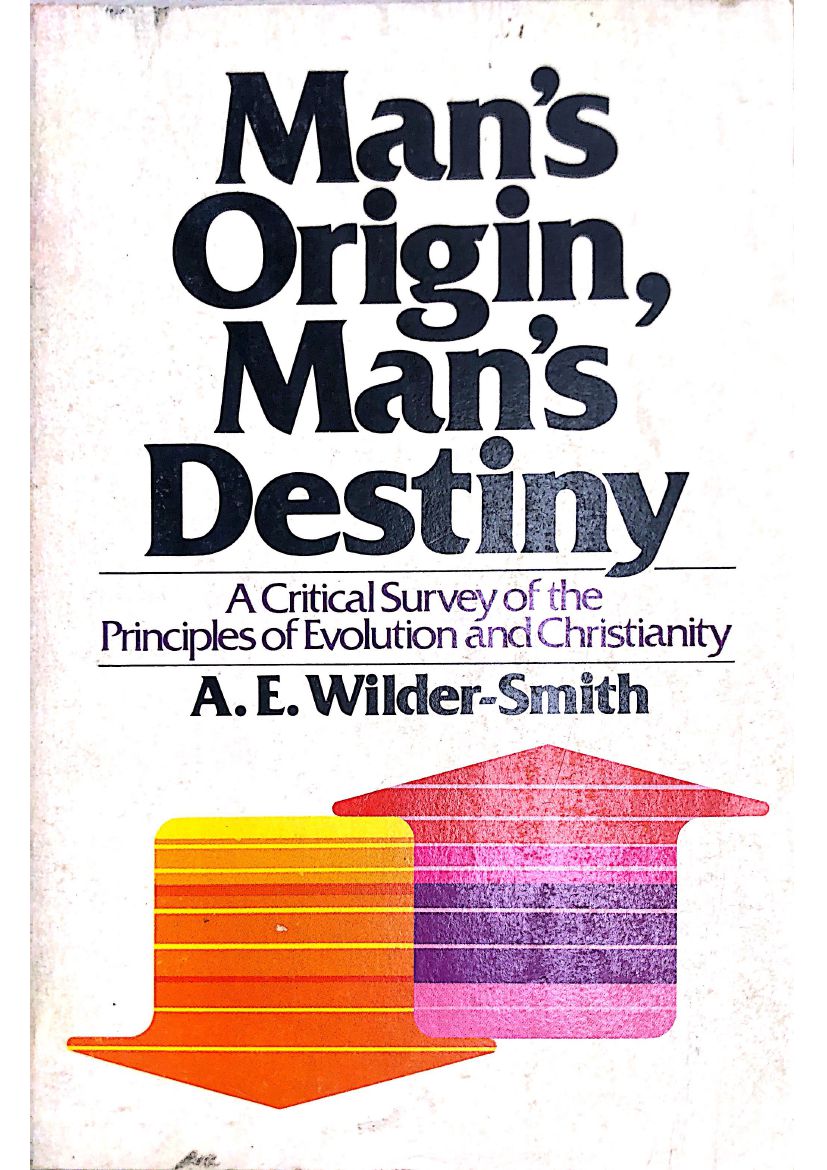 Man's
Origin,
Man's
Destiny
A Critical Survey of the
Principles of Evolution and Christianity
A. E. Wilder-Smith